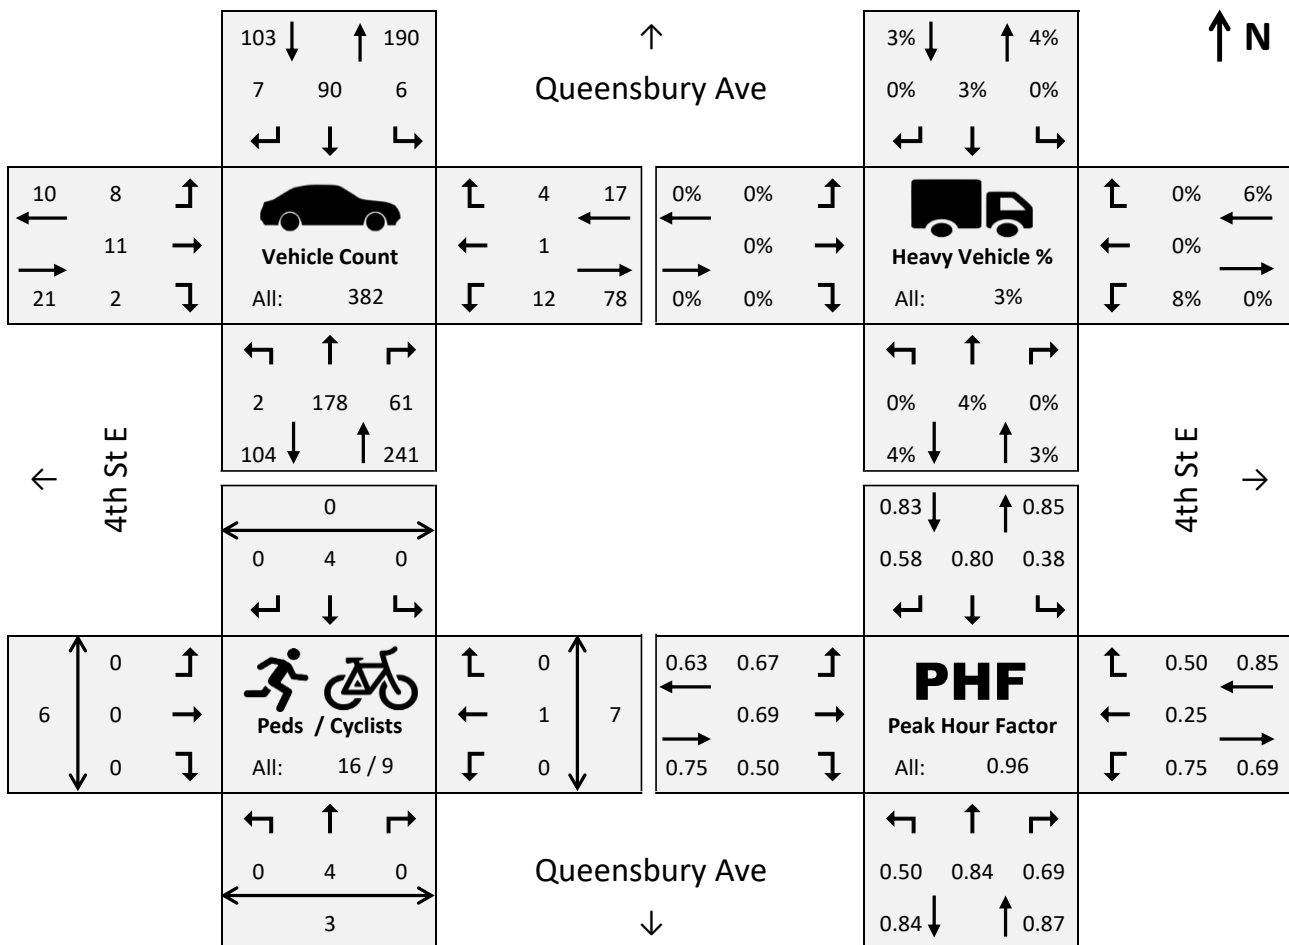 103 190 3% 4% N
Queensbury Ave
7 90 6 0% 3% 0%
10 8 4 17 0% 0% 0% 6%
11 1 0% 0%
Vehicle Count Heavy Vehicle %
21 2 All: 382 12 78 0% 0% All: 3% 8% 0%
2 178 61 0% 4% 0%
104 241 4% 3%
4th St E 4th St E
0 0.83 0.85
0 4 0 0.58 0.80 0.38
0 0 0.63 0.67 PHF 0.50 0.85
6 0 1 7 0.69 0.25
Peds / Cyclists Peak Hour Factor
0 All: 16 / 9 0 0.75 0.50 All: 0.96 0.75 0.69
0 4 0 Queensbury Ave 0.50 0.84 0.69
3 0.84 0.87